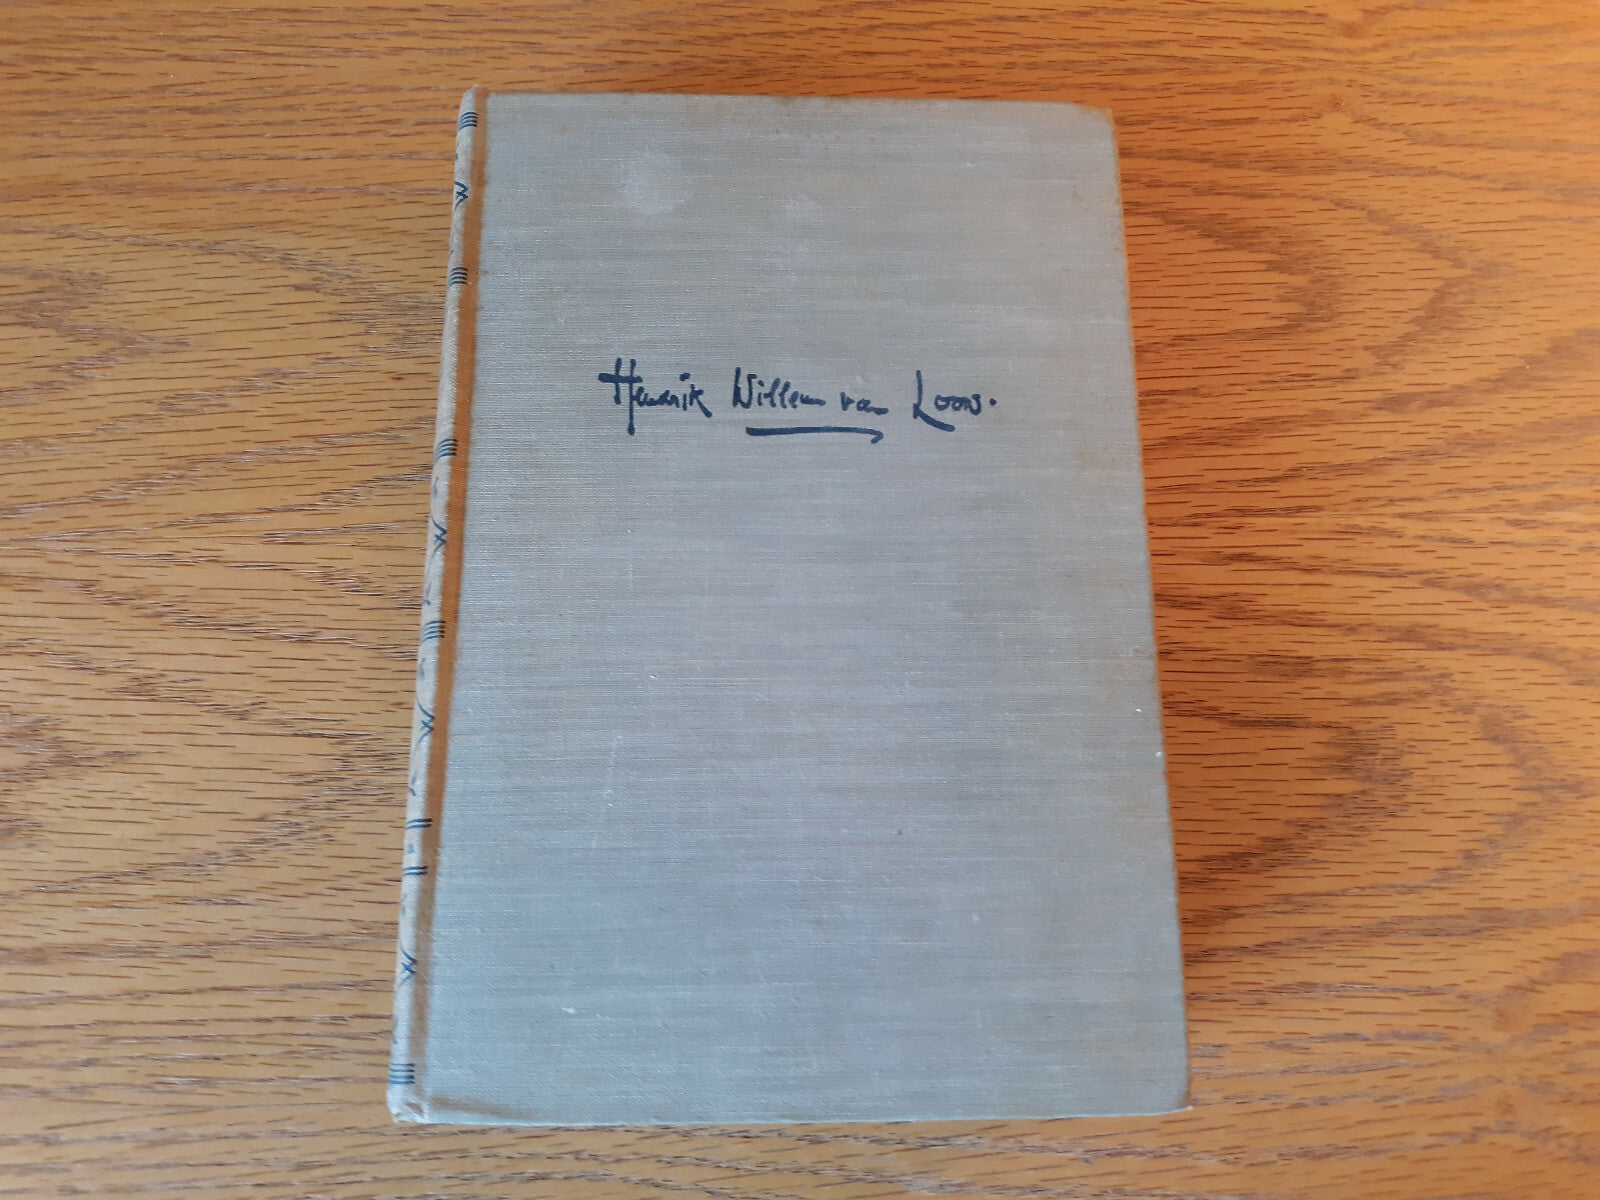 Hendrik Willem van Loon.